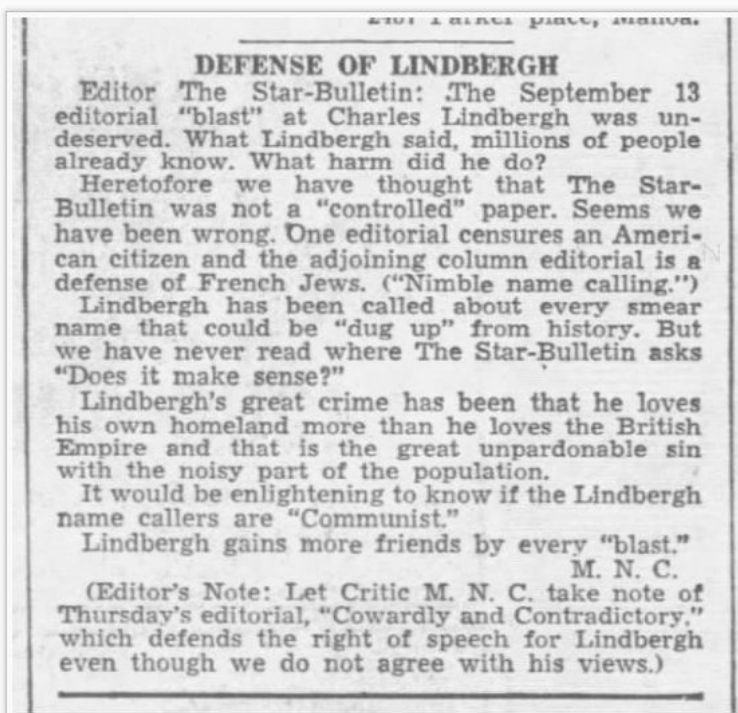 Parker place, Manoa.
DEFENSE OF LINDBERGH
Editor The Star-Bulletin: The September 13
editorial "blast" at Charles Lindbergh was un-
deserved. What Lindbergh said, millions of people
already know. What harm did he do?
Heretofore we have thought that The Star-
Bulletin was not a "controlled" paper. Seems we
have been wrong. One editorial censures an Ameri-
can citizen and the adjoining column editorial is a
defense of French Jews. ("Nimble name calling.")
Lindbergh has been called about every smear
name that could be "dug up" from history. But
we have never read where The Star-Bulletin asks
"Does it make sense?"
Lindbergh's great crime has been that he loves
his own homeland more than he loves the British
Empire and that is the great unpardonable sin
with the noisy part of the population.
It would be enlightening to know if the Lindbergh
name callers are "Communist."
Lindbergh gains more friends by every "blast."
M. N. C.
(Editor's Note: Let Critic M. N. C. take note of
Thursday's editorial, "Cowardly and Contradictory,"
which defends the right of speech for Lindbergh
even though we do not agree with his views.)